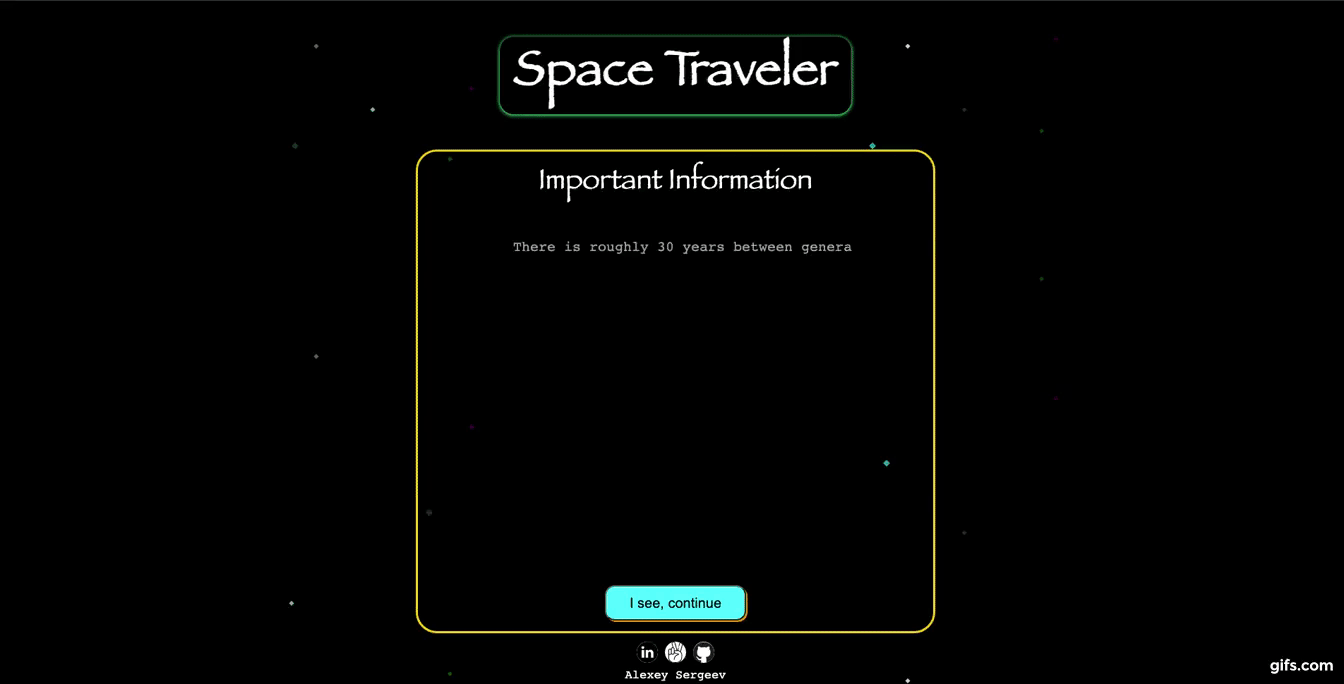 Space Traveler
Important Information
There is roughly 30 years between genera
I see, continue
in
Alexey Sergeev
gifs.com